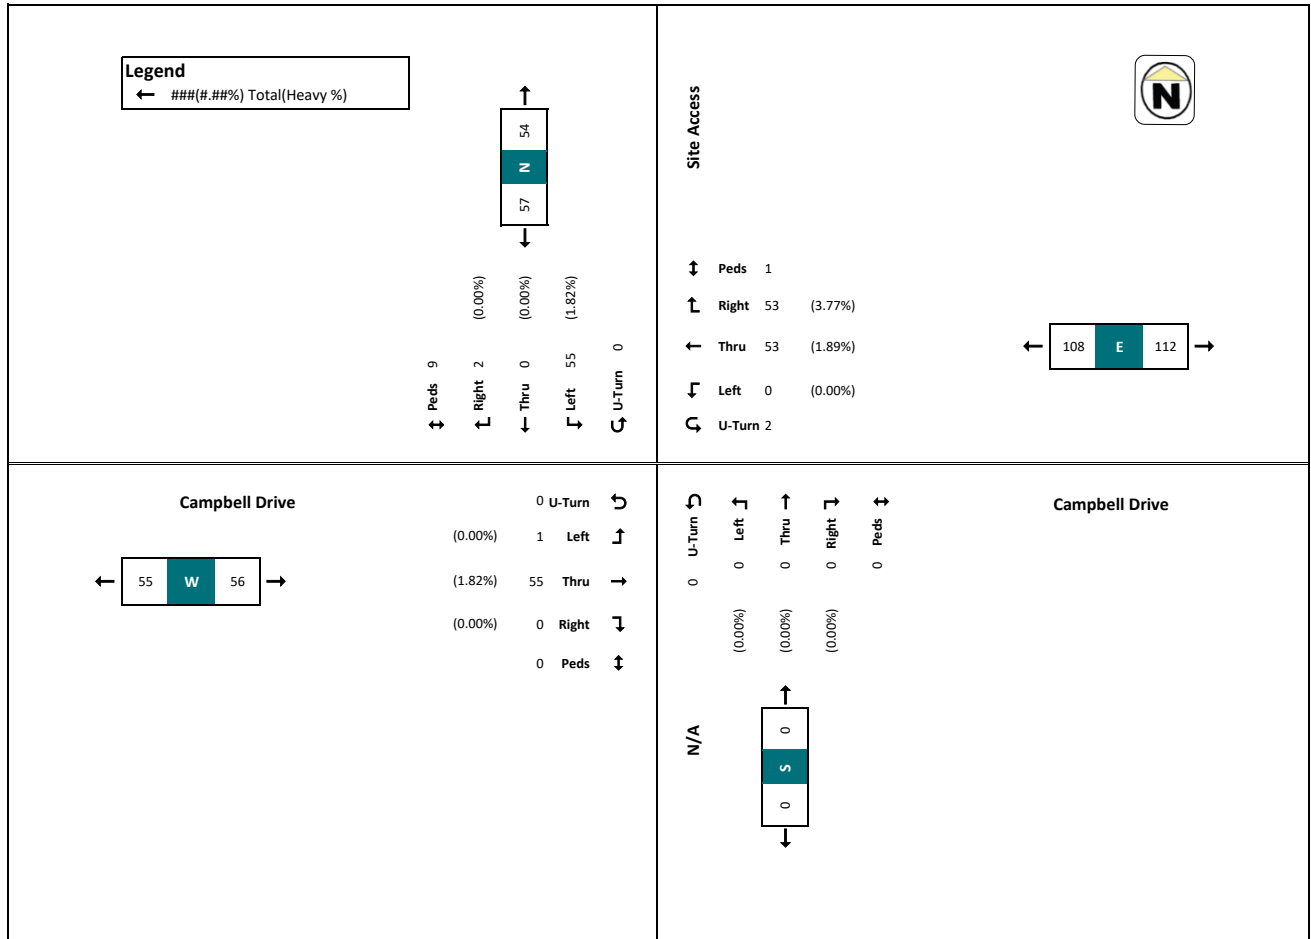 Legend
← ###(#.##%) Total(Heavy %)
↑
54
N
57
↓
(0.00%) (0.00%) (1.82%)
9 2 0 55 0
↔ Peds
Right
Thru
Left
U-Turn
Site Access
N
Peds 1
Right 53 (3.77%)
← Thru 53 (1.89%)
Left 0 (0.00%)
U-Turn 2
← 108 E 112 →
Campbell Drive
← 55 W 56 →
0 U-Turn
(0.00%) 1 Left
(1.82%) 55 Thru →
(0.00%) 0 Right
0 Peds
U-Turn 0
Left 0 (0.00%)
Thru 0 (0.00%)
Right 0 (0.00%)
Peds 0
Campbell Drive
N/A
↑
0
S
0
↓